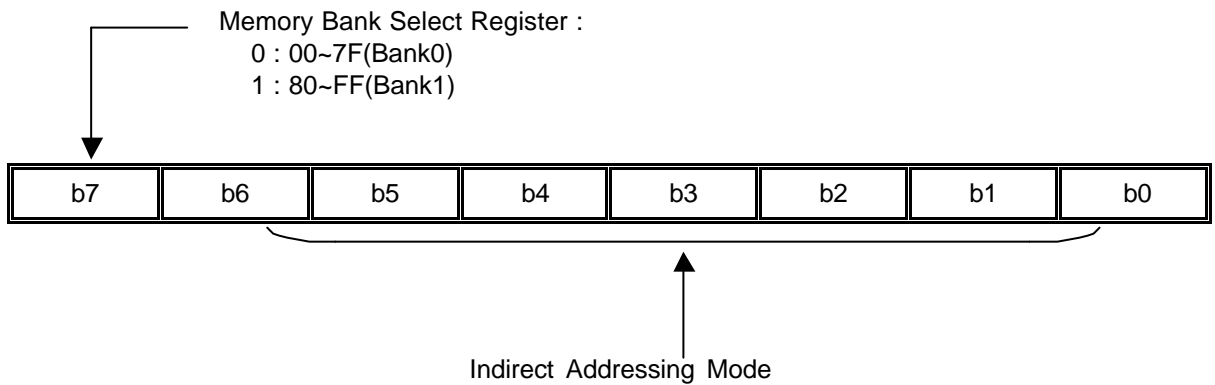 Memory Bank Select Register :
0 : 00~7F(Bank0)
1 : 80~FF(Bank1)
b7 b6 b5 b4 b3 b2 b1 b0
Indirect Addressing Mode